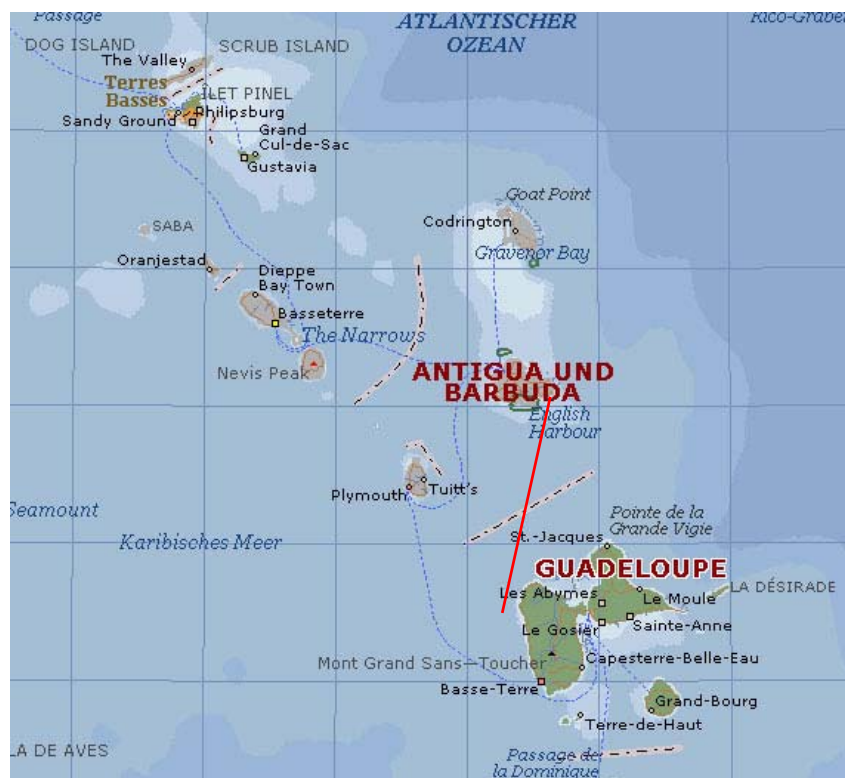 Passage
ATLANTISCHER
OZEAN
Rico-Grabe
DOG ISLAND
SCRUB ISLAND
The Valley
Terres
Basses
ÎLET PINEL
Philipsburg
Sandy Ground
Grand
Cul-de-Sac
Gustavia
Goat Point
Codrington
SABA
Gravenor Bay
Oranjestad
Dieppe
Bay Town
Basseterre
The Narrows
Nevis Peak
ANTIGUA UND
BARBUDA
English
Harbour
Plymouth
Tuitt's
Seamount
Pointe de la
Grande Vigie
St.-Jacques
Karibisches Meer
GUADELOUPE
LA DÉSIRADE
Les Abymes
Le Moule
Le Gosier
Sainte-Anne
Mont Grand Sans-Toucher
Capesterre-Belle-Eau
Basse-Terre
Grand-Bourg
Terre-de-Haut
LA DE AVES
Passage de
la Dominique